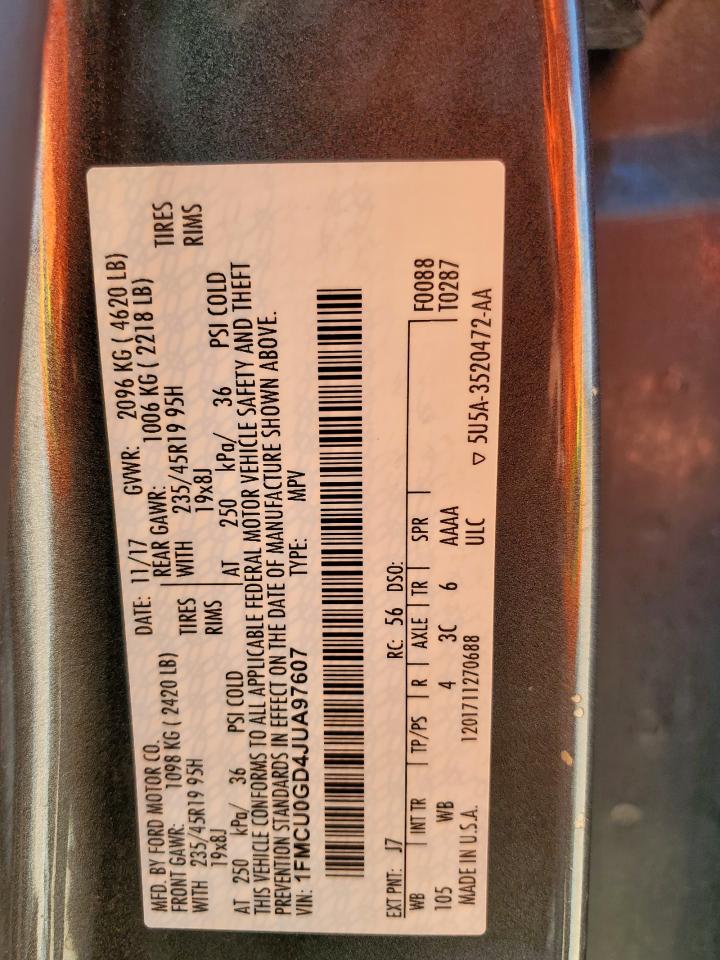 MFD. BY FORD MOTOR CO. DATE: 11/17 GVWR: 2096 KG ( 4620 LB)
FRONT GAWR: 1098 KG ( 2420 LB) REAR GAWR: 1006 KG ( 2218 LB)
WITH 235/45R19 95H TIRES WITH 235/45R19 95H TIRES
19x8J RIMS 19x8J RIMS
AT 250 kPa/ 36 PSI COLD AT 250 kPa/ 36 PSI COLD
THIS VEHICLE CONFORMS TO ALL APPLICABLE FEDERAL MOTOR VEHICLE SAFETY AND THEFT
PREVENTION STANDARDS IN EFFECT ON THE DATE OF MANUFACTURE SHOWN ABOVE.
VIN: 1FMCU0GD4JUA97607 TYPE: MPV
EXT PNT: J7 RC: 56 DSO: F0088
WB INT TR TP/PS R AXLE TR SPR T0287
105 WB 4 3C 6 AAAA
MADE IN U.S.A. 1201711270688 ULC ▽ 5U5A-3520472-AA